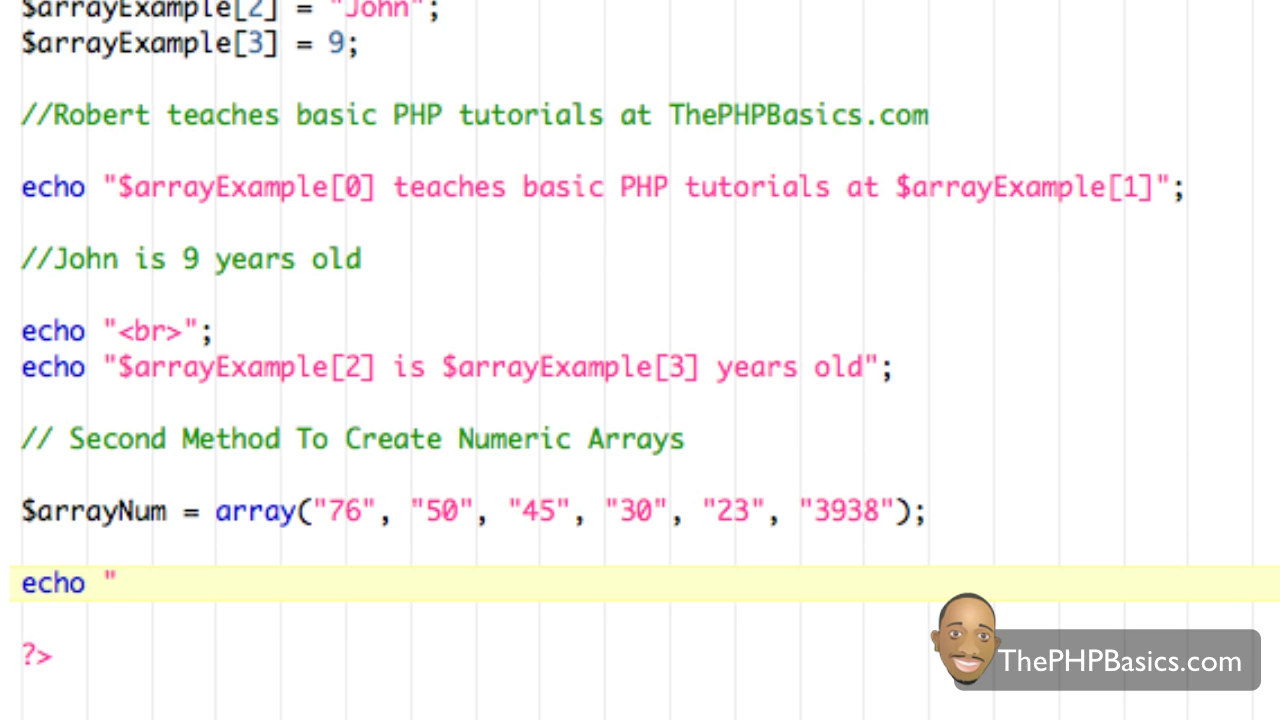 $arrayExample[2] = "John";
$arrayExample[3] = 9;
//Robert teaches basic PHP tutorials at ThePHPBasics.com
echo "$arrayExample[0] teaches basic PHP tutorials at $arrayExample[1]";
//John is 9 years old
echo "<br>";
echo "$arrayExample[2] is $arrayExample[3] years old";
// Second Method To Create Numeric Arrays
$arrayNum = array("76", "50", "45", "30", "23", "3938");
echo "
?>
ThePHPBasics.com